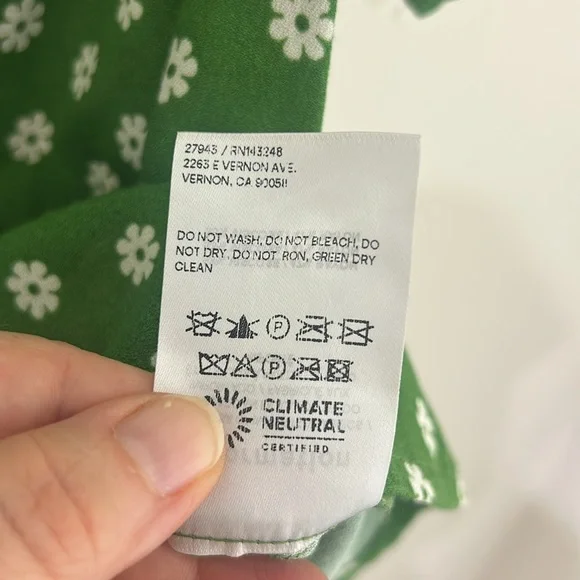 27943 / RN143248
2263 E VERNON AVE.
VERNON, CA 90058
DO NOT WASH, DO NOT BLEACH, DO
NOT DRY, DO NOT IRON, GREEN DRY
CLEAN
P
P
CLIMATE
NEUTRAL
CERTIFIED